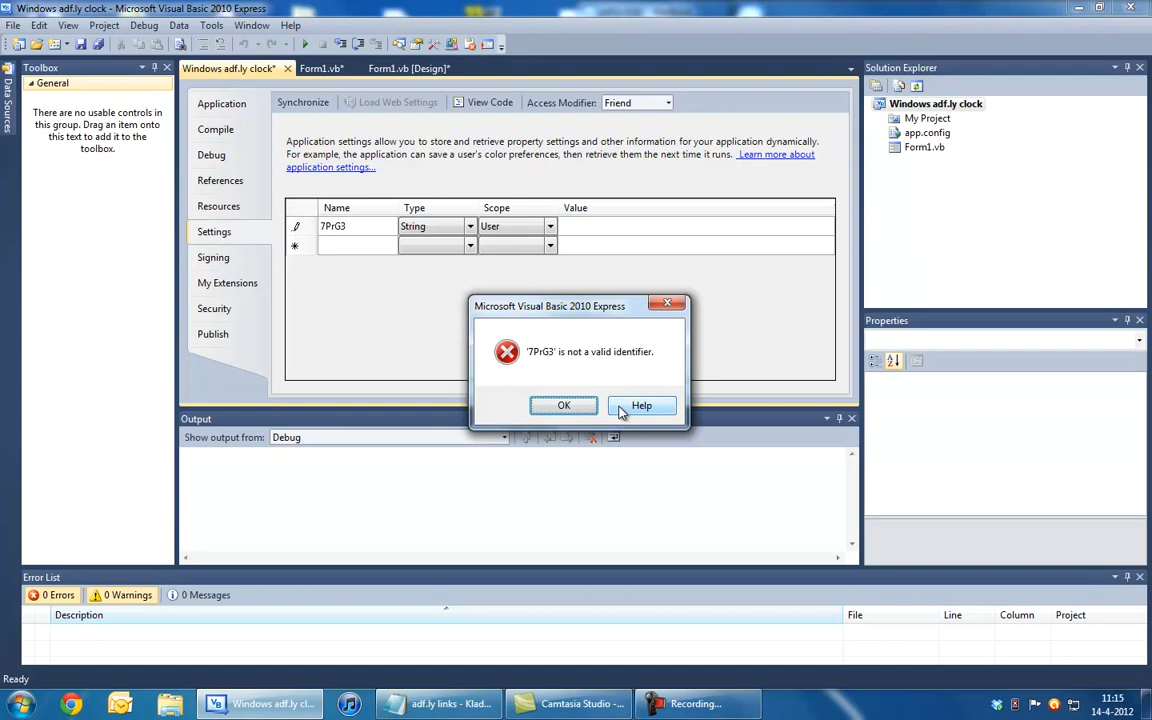 Windows adf.ly clock - Microsoft Visual Basic 2010 Express
File Edit View Project Debug Data Tools Window Help
Toolbox
General
There are no usable controls in
this group. Drag an item onto
this text to add it to the
toolbox.
Data Sources
Windows adf.ly clock* Form1.vb* Form1.vb [Design]*
Application
Compile
Debug
References
Resources
Settings
Signing
My Extensions
Security
Publish
Synchronize Load Web Settings View Code Access Modifier: Friend
Application settings allow you to store and retrieve property settings and other information for your application dynamically.
For example, the application can save a user's color preferences, then retrieve them the next time it runs. Learn more about
application settings...
Name Type Scope Value
7PrG3 String User
Microsoft Visual Basic 2010 Express
'7PrG3' is not a valid identifier.
OK Help
Solution Explorer
Windows adf.ly clock
My Project
app.config
Form1.vb
Properties
Output
Show output from: Debug
Error List
0 Errors 0 Warnings 0 Messages
Description File Line Column Project
Ready
Windows adf.ly cl... adf.ly links - Klad... Camtasia Studio -... Recording...
11:15
14-4-2012